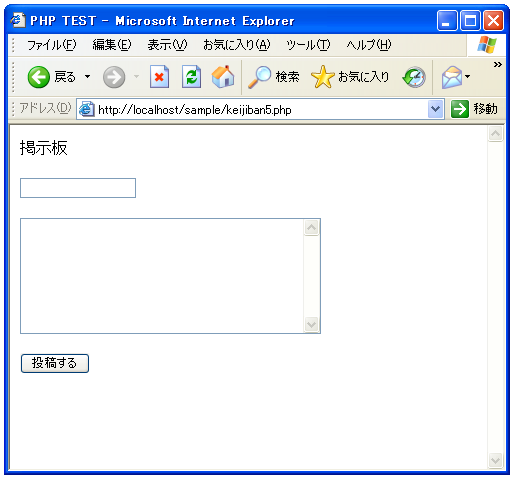 PHP TEST - Microsoft Internet Explorer
ファイル(F) 編集(E) 表示(V) お気に入り(A) ツール(T) ヘルプ(H)
戻る 検索 お気に入り »
アドレス(D) http://localhost/sample/keijiban5.php 移動
掲示板
投稿する